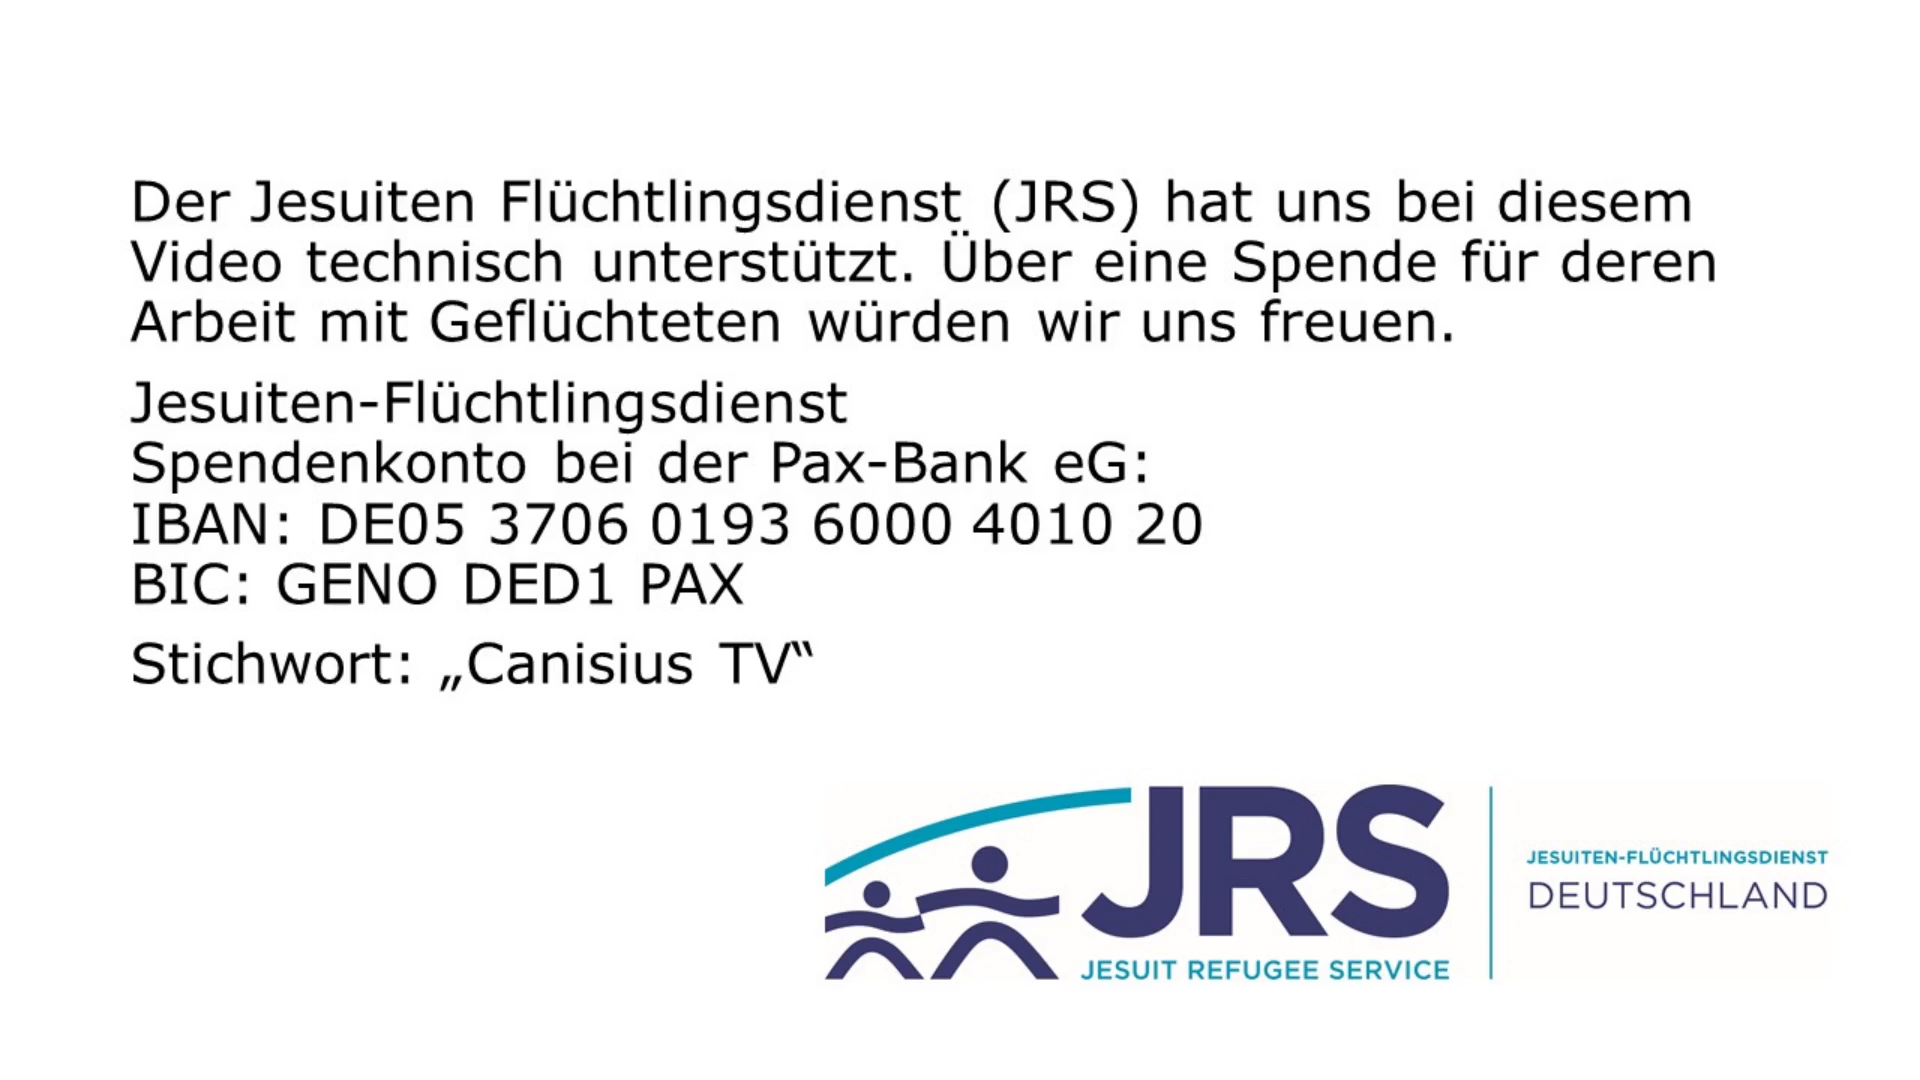 Der Jesuiten Flüchtlingsdienst (JRS) hat uns bei diesem
Video technisch unterstützt. Über eine Spende für deren
Arbeit mit Geflüchteten würden wir uns freuen.
Jesuiten-Flüchtlingsdienst
Spendenkonto bei der Pax-Bank eG:
IBAN: DE05 3706 0193 6000 4010 20
BIC: GENO DED1 PAX
Stichwort: „Canisius TV“
JRS
JESUIT REFUGEE SERVICE
JESUITEN-FLÜCHTLINGSDIENST
DEUTSCHLAND